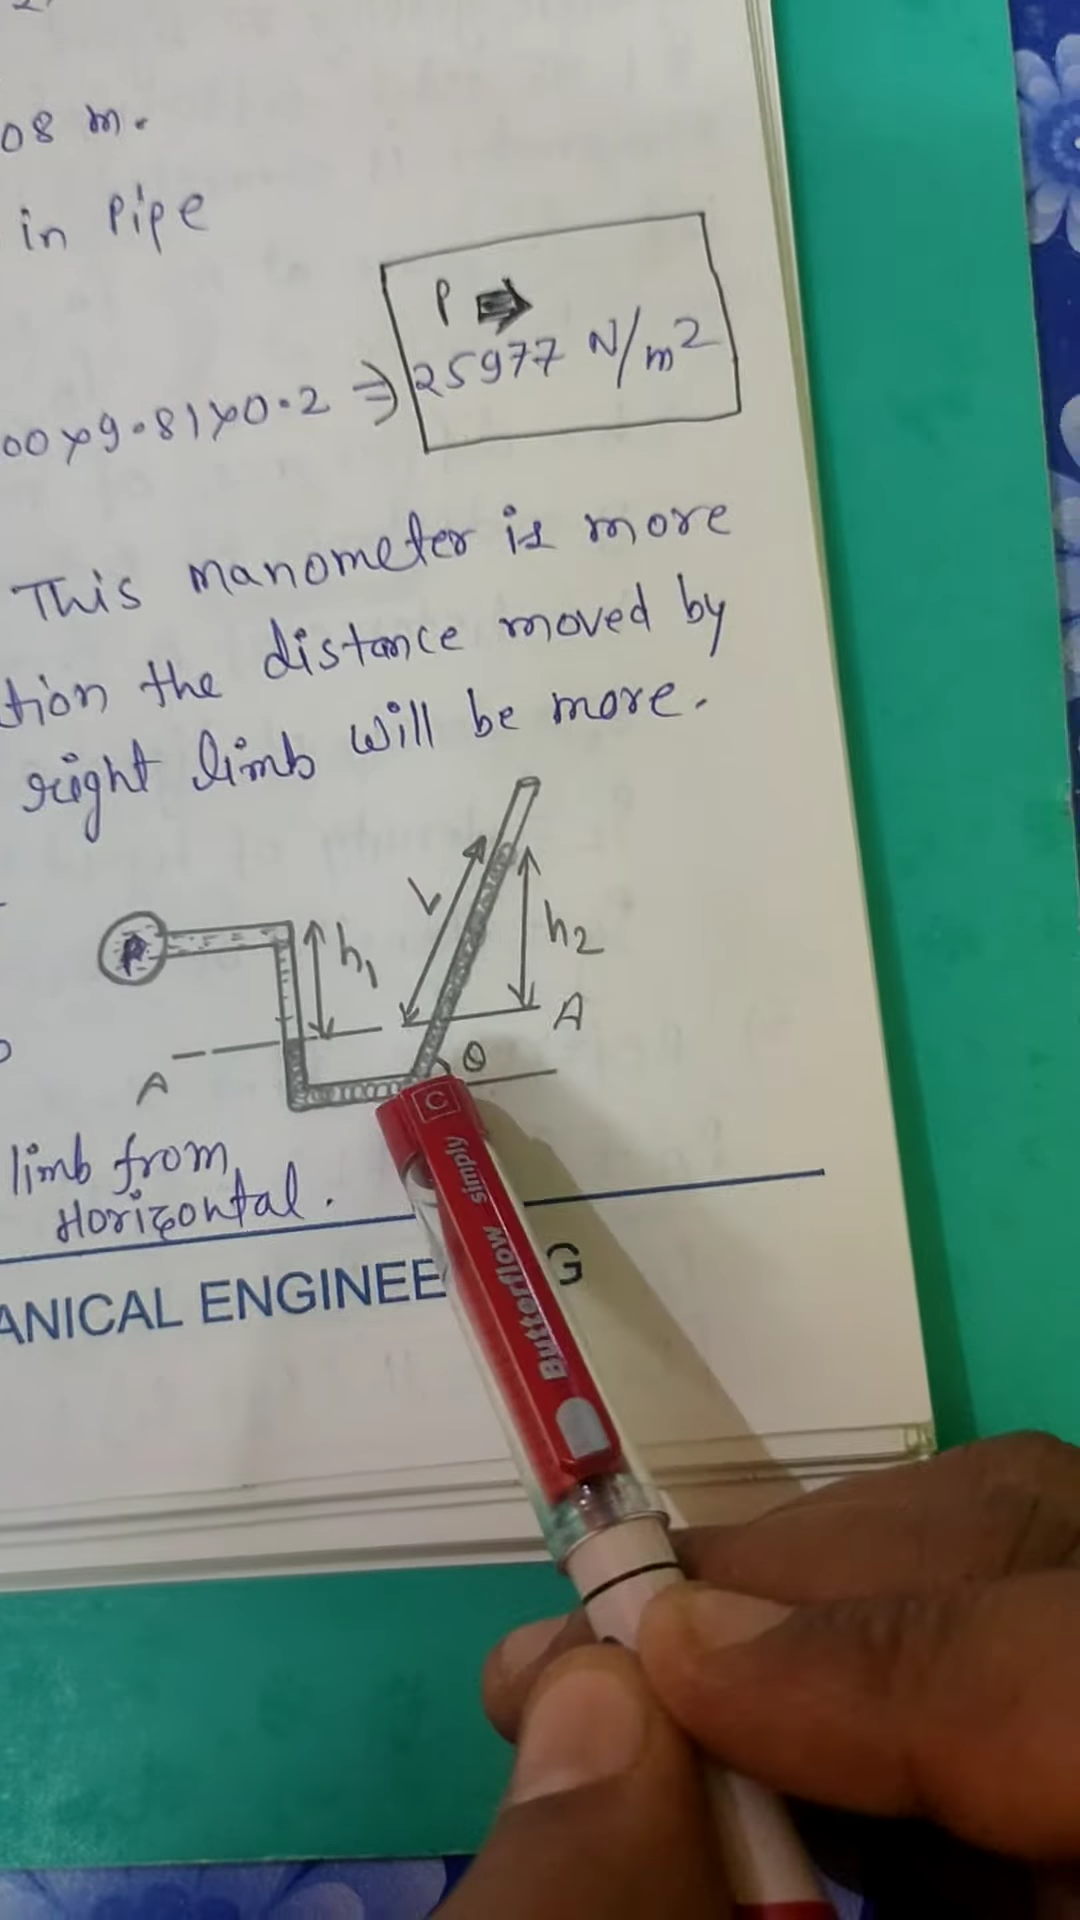 08 m.
in Pipe
P ⇒
00×9.81×0.2 ⇒ 25977 N/m²
This manometer is more
tion the distance moved by
right limb will be more.
L
h₂
P
h₁
A
θ
A
limb from
Horizontal.
ANICAL ENGINEE G
C
simply
Butterflow